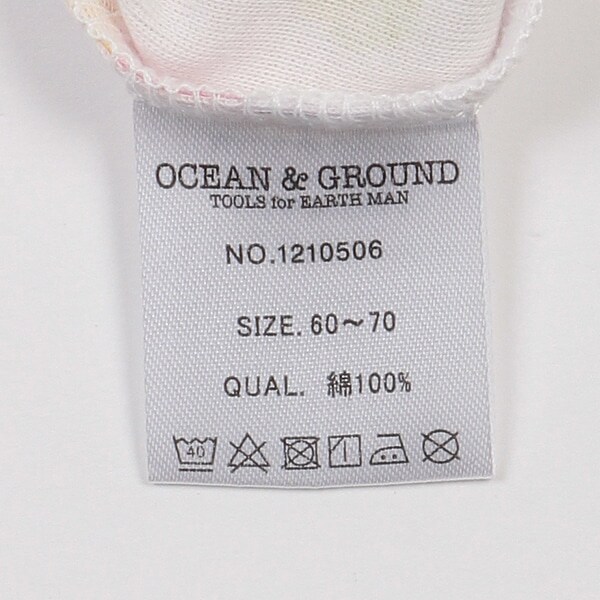 OCEAN & GROUND
TOOLS for EARTH MAN
NO.1210506
SIZE. 60～70
QUAL. 綿100%
40